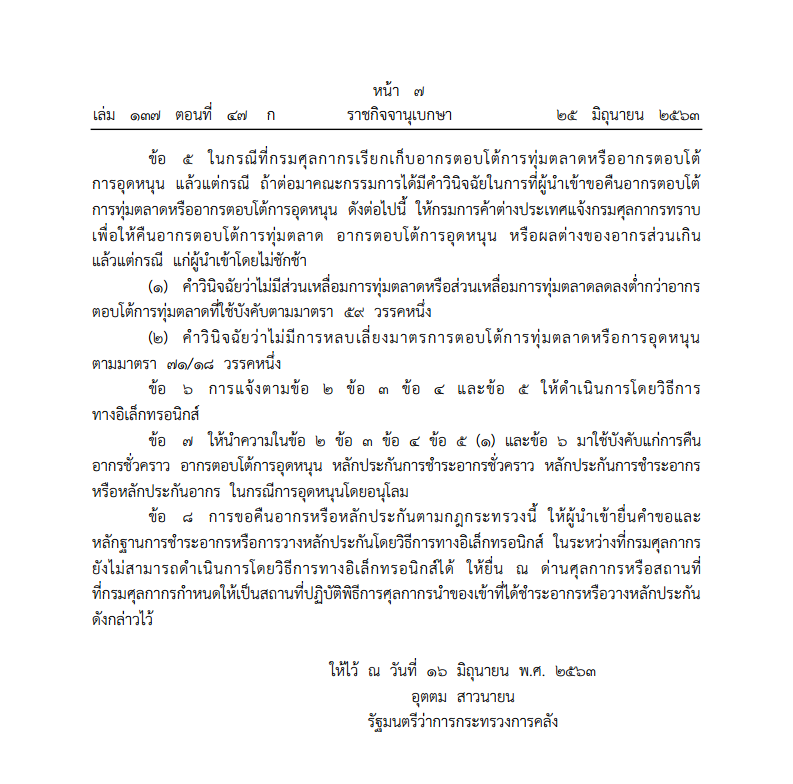 หน้า ๗
เล่ม ๑๓๗ ตอนที่ ๔๗ ก ราชกิจจานุเบกษา ๒๕ มิถุนายน ๒๕๖๓
ข้อ ๕ ในกรณีที่กรมศุลกากรเรียกเก็บอากรตอบโต้การทุ่มตลาดหรืออากรตอบโต้
การอุดหนุน แล้วแต่กรณี ถ้าต่อมาคณะกรรมการได้มีคำวินิจฉัยในการที่ผู้นำเข้าขอคืนอากรตอบโต้
การทุ่มตลาดหรืออากรตอบโต้การอุดหนุน ดังต่อไปนี้ ให้กรมการค้าต่างประเทศแจ้งกรมศุลกากรทราบ
เพื่อให้คืนอากรตอบโต้การทุ่มตลาด อากรตอบโต้การอุดหนุน หรือผลต่างของอากรส่วนเกิน
แล้วแต่กรณี แก่ผู้นำเข้าโดยไม่ชักช้า
(๑) คำวินิจฉัยว่าไม่มีส่วนเหลื่อมการทุ่มตลาดหรือส่วนเหลื่อมการทุ่มตลาดลดลงต่ำกว่าอากร
ตอบโต้การทุ่มตลาดที่ใช้บังคับตามมาตรา ๕๙ วรรคหนึ่ง
(๒) คำวินิจฉัยว่าไม่มีการหลบเลี่ยงมาตรการตอบโต้การทุ่มตลาดหรือการอุดหนุน
ตามมาตรา ๗๑/๑๘ วรรคหนึ่ง
ข้อ ๖ การแจ้งตามข้อ ๒ ข้อ ๓ ข้อ ๔ และข้อ ๕ ให้ดำเนินการโดยวิธีการ
ทางอิเล็กทรอนิกส์
ข้อ ๗ ให้นำความในข้อ ๒ ข้อ ๓ ข้อ ๔ ข้อ ๕ (๑) และข้อ ๖ มาใช้บังคับแก่การคืน
อากรชั่วคราว อากรตอบโต้การอุดหนุน หลักประกันการชำระอากรชั่วคราว หลักประกันการชำระอากร
หรือหลักประกันอากร ในกรณีการอุดหนุนโดยอนุโลม
ข้อ ๘ การขอคืนอากรหรือหลักประกันตามกฎกระทรวงนี้ ให้ผู้นำเข้ายื่นคำขอและ
หลักฐานการชำระอากรหรือการวางหลักประกันโดยวิธีการทางอิเล็กทรอนิกส์ ในระหว่างที่กรมศุลกากร
ยังไม่สามารถดำเนินการโดยวิธีการทางอิเล็กทรอนิกส์ได้ ให้ยื่น ณ ด่านศุลกากรหรือสถานที่
ที่กรมศุลกากรกำหนดให้เป็นสถานที่ปฏิบัติพิธีการศุลกากรนำของเข้าที่ได้ชำระอากรหรือวางหลักประกัน
ดังกล่าวไว้
ให้ไว้ ณ วันที่ ๑๖ มิถุนายน พ.ศ. ๒๕๖๓
อุตตม สาวนายน
รัฐมนตรีว่าการกระทรวงการคลัง